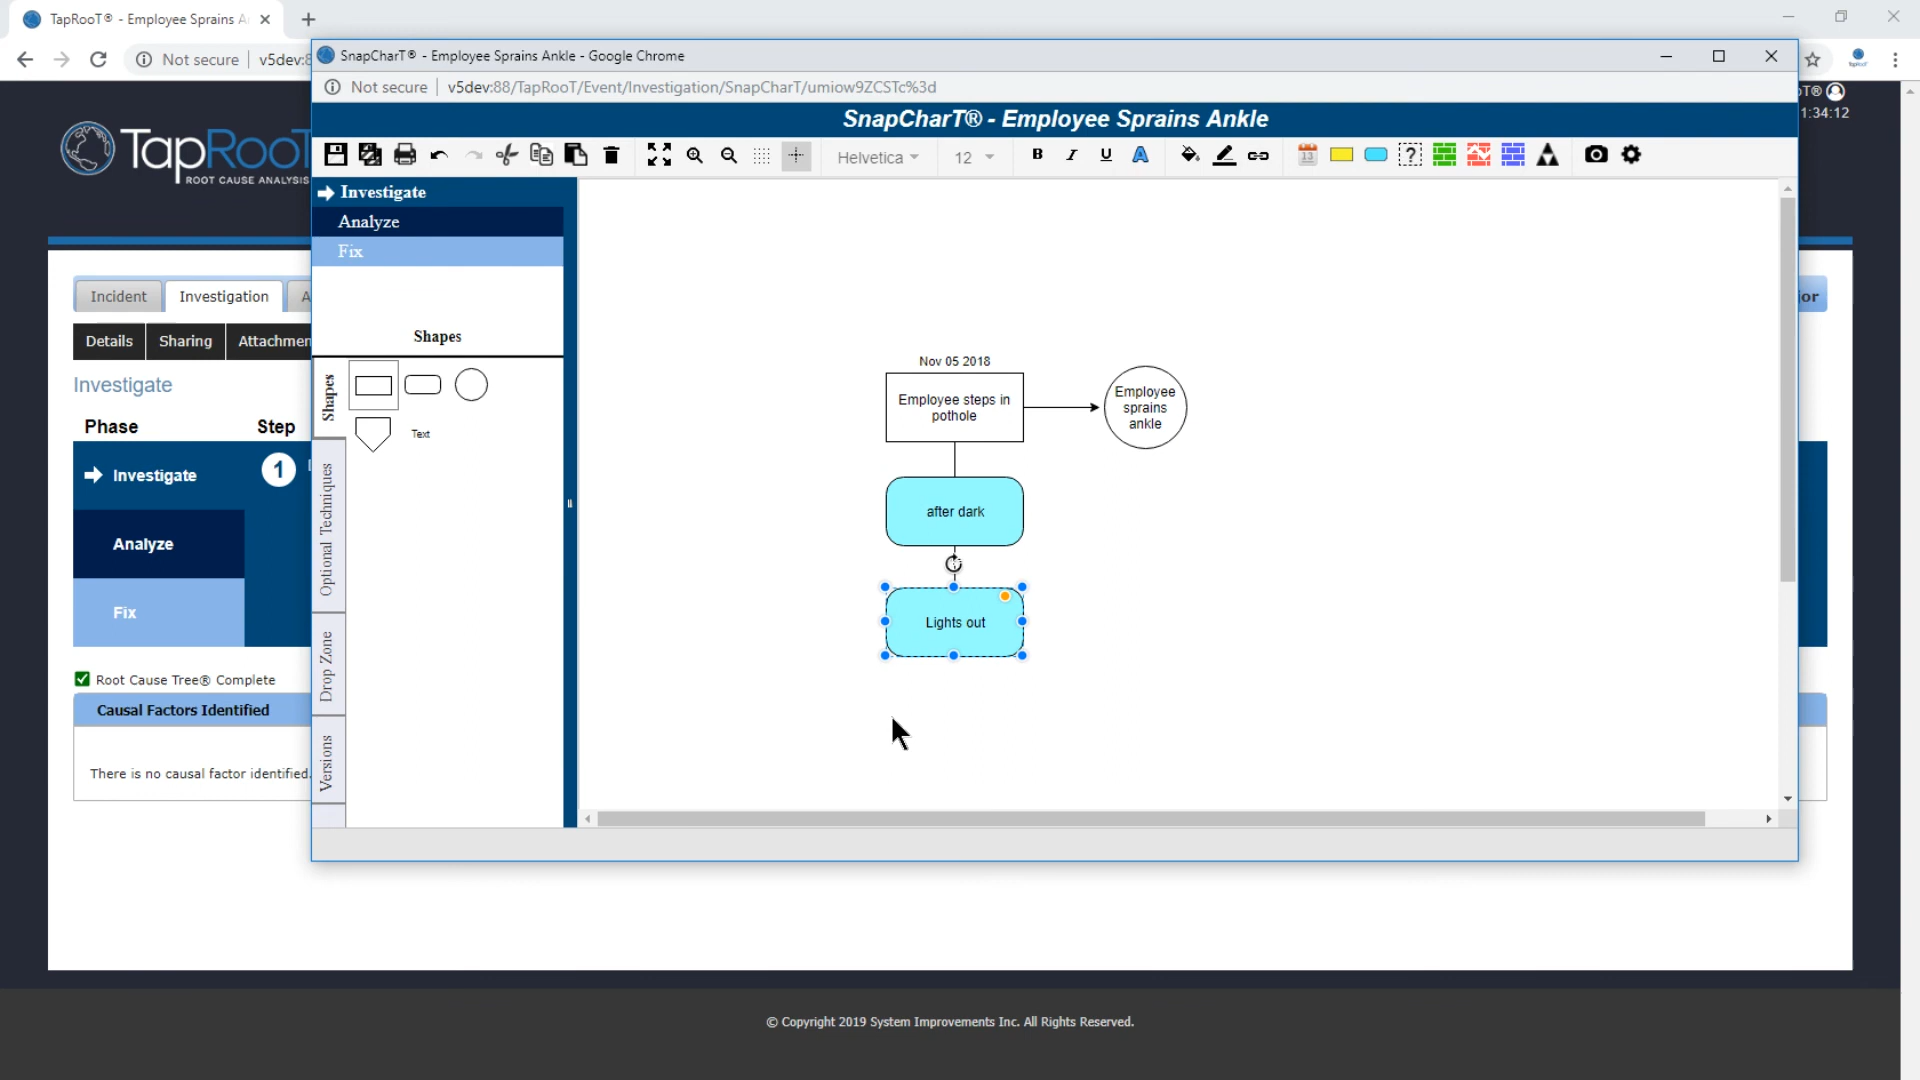 TapRooT® - Employee Sprains A
Not secure
v5dev:8
SnapCharT® - Employee Sprains Ankle - Google Chrome
Not secure
v5dev:88/TapRooT/Event/Investigation/SnapCharT/umiow9ZCSTc%3d
SnapCharT® - Employee Sprains Ankle
T®
1:34:12
TapRooT
ROOT CAUSE ANALYSIS
Helvetica
12
B
I
U
A
13
?
Investigate
Analyze
Fix
Shapes
Shapes
Text
Optional Techniques
Drop Zone
Versions
Incident
Investigation
A
or
Details
Sharing
Attachmen
Investigate
Phase
Step
Investigate
1
Analyze
Fix
Root Cause Tree® Complete
Causal Factors Identified
There is no causal factor identified.
Nov 05 2018
Employee steps in
pothole
Employee
sprains
ankle
after dark
Lights out
© Copyright 2019 System Improvements Inc. All Rights Reserved.